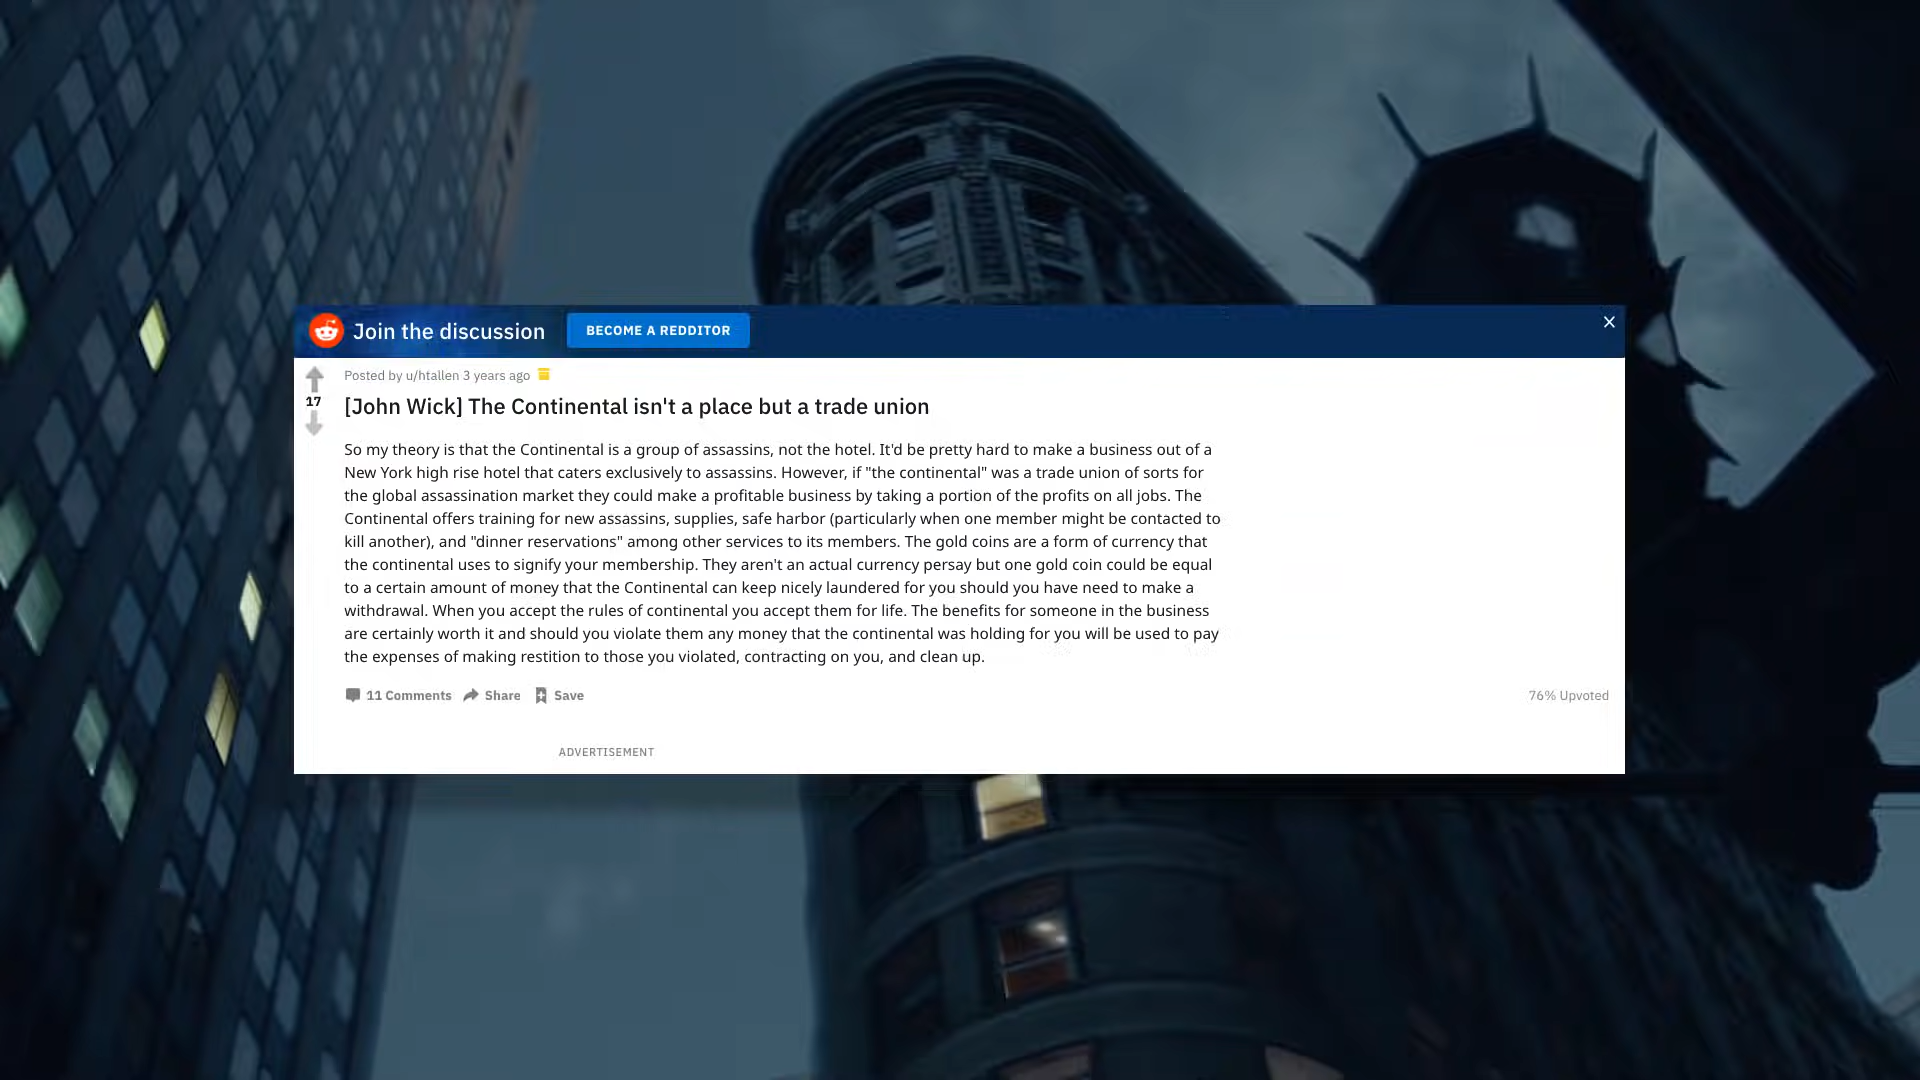 Join the discussion
BECOME A REDDITOR
Posted by u/htallen 3 years ago
17
[John Wick] The Continental isn't a place but a trade union
So my theory is that the Continental is a group of assassins, not the hotel. It'd be pretty hard to make a business out of a
New York high rise hotel that caters exclusively to assassins. However, if "the continental" was a trade union of sorts for
the global assassination market they could make a profitable business by taking a portion of the profits on all jobs. The
Continental offers training for new assassins, supplies, safe harbor (particularly when one member might be contacted to
kill another), and "dinner reservations" among other services to its members. The gold coins are a form of currency that
the continental uses to signify your membership. They aren't an actual currency persay but one gold coin could be equal
to a certain amount of money that the Continental can keep nicely laundered for you should you have need to make a
withdrawal. When you accept the rules of continental you accept them for life. The benefits for someone in the business
are certainly worth it and should you violate them any money that the continental was holding for you will be used to pay
the expenses of making restition to those you violated, contracting on you, and clean up.
11 Comments Share Save 76% Upvoted
ADVERTISEMENT